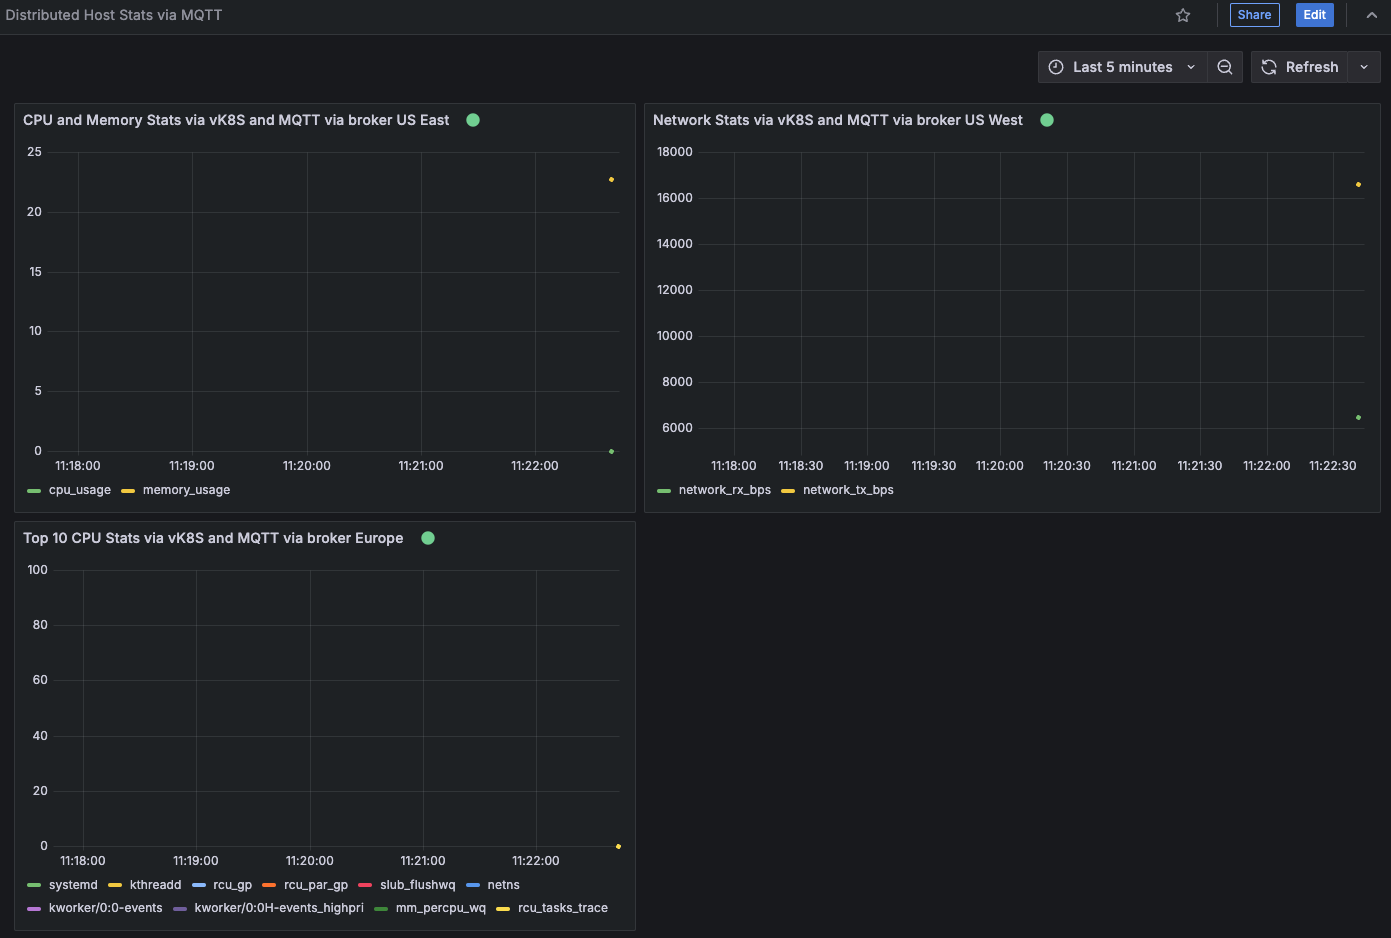 Distributed Host Stats via MQTT
Share Edit
Last 5 minutes Refresh
CPU and Memory Stats via vK8S and MQTT via broker US East
25
20
15
10
5
0
11:18:00 11:19:00 11:20:00 11:21:00 11:22:00
cpu_usage memory_usage
Network Stats via vK8S and MQTT via broker US West
18000
16000
14000
12000
10000
8000
6000
11:18:00 11:18:30 11:19:00 11:19:30 11:20:00 11:20:30 11:21:00 11:21:30 11:22:00 11:22:30
network_rx_bps network_tx_bps
Top 10 CPU Stats via vK8S and MQTT via broker Europe
100
80
60
40
20
0
11:18:00 11:19:00 11:20:00 11:21:00 11:22:00
systemd kthreadd rcu_gp rcu_par_gp slub_flushwq netns
kworker/0:0-events kworker/0:0H-events_highpri mm_percpu_wq rcu_tasks_trace